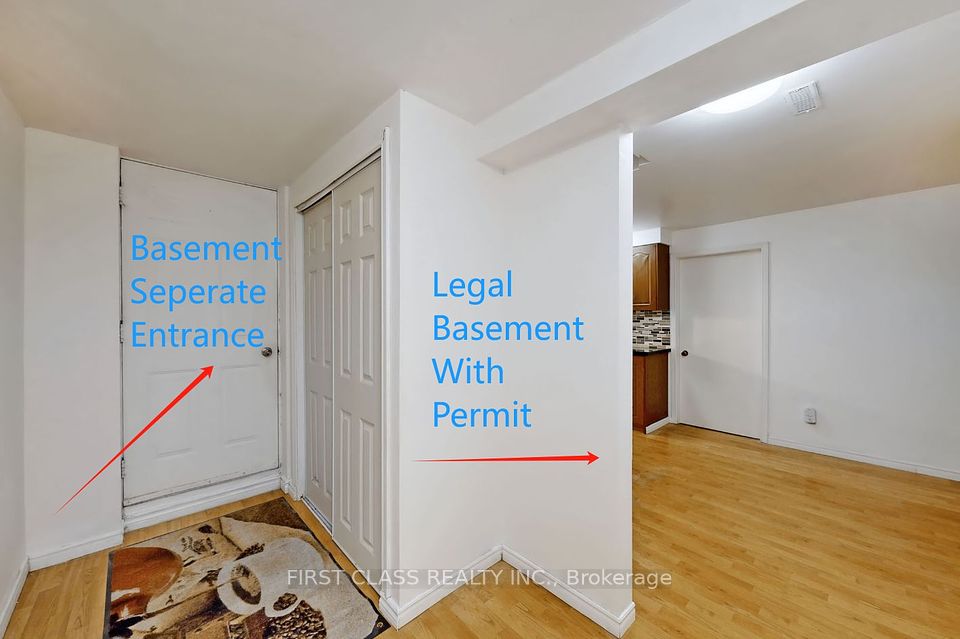 Basement
Seperate
Entrance
Legal
Basement
With
Permit
FIRST CLASS REALTY INC., Brokerage